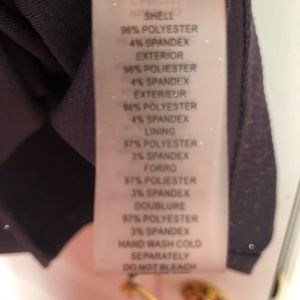 SHELL
96% POLYESTER
4% SPANDEX
EXTERIOR
96% POLIESTER
4% SPANDEX
EXTERIEUR
96% POLYESTER
4% SPANDEX
LINING
97% POLYESTER
3% SPANDEX
FORRO
97% POLIESTER
3% SPANDEX
DOUBLURE
97% POLYESTER
3% SPANDEX
HAND WASH COLD
SEPARATELY
DO NOT BLEACH